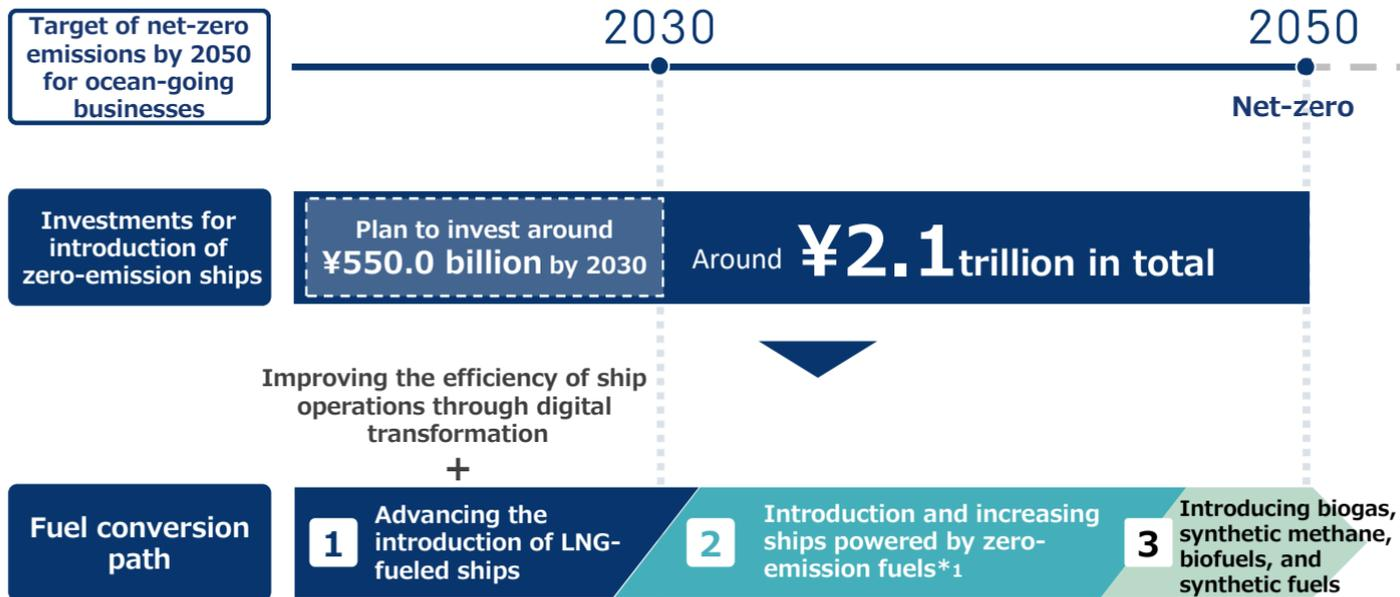 Target of net-zero
emissions by 2050
for ocean-going
businesses
2030
2050
Net-zero
Investments for
introduction of
zero-emission ships
Plan to invest around
¥550.0 billion by 2030
Around ¥2.1 trillion in total
Improving the efficiency of ship
operations through digital
transformation
+
Fuel conversion
path
1
Advancing the
introduction of LNG-
fueled ships
2
Introduction and increasing
ships powered by zero-
emission fuels*1
3
Introducing biogas,
synthetic methane,
biofuels, and
synthetic fuels